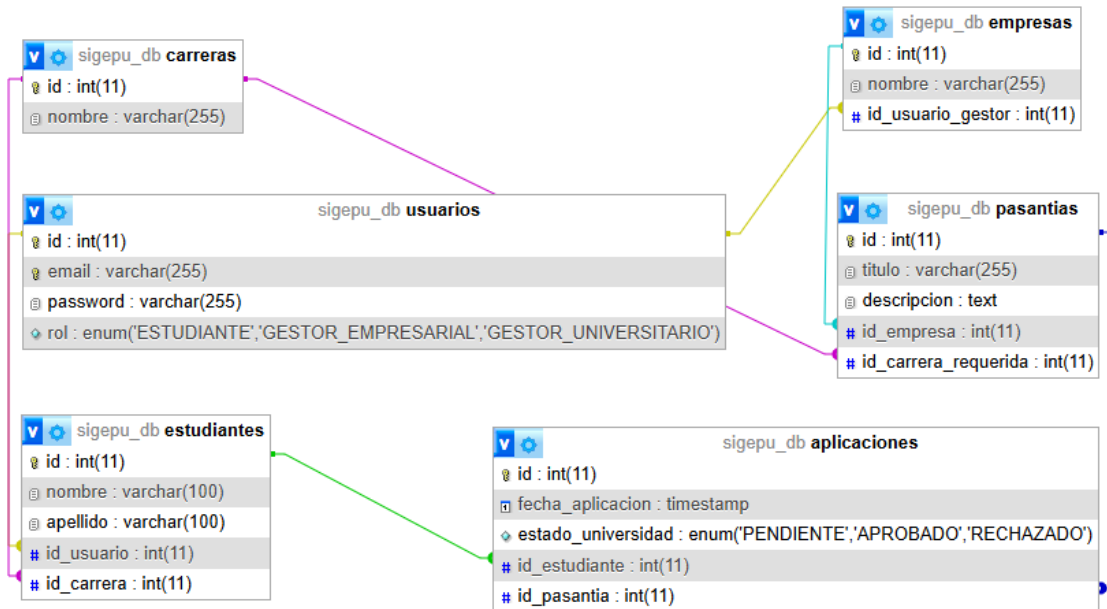 sigepu_db carreras
id : int(11)
nombre : varchar(255)
sigepu_db empresas
id : int(11)
nombre : varchar(255)
# id_usuario_gestor : int(11)
sigepu_db usuarios
id : int(11)
email : varchar(255)
password : varchar(255)
rol : enum('ESTUDIANTE','GESTOR_EMPRESARIAL','GESTOR_UNIVERSITARIO')
sigepu_db pasantias
id : int(11)
titulo : varchar(255)
descripcion : text
# id_empresa : int(11)
# id_carrera_requerida : int(11)
sigepu_db estudiantes
id : int(11)
nombre : varchar(100)
apellido : varchar(100)
# id_usuario : int(11)
# id_carrera : int(11)
sigepu_db aplicaciones
id : int(11)
fecha_aplicacion : timestamp
estado_universidad : enum('PENDIENTE','APROBADO','RECHAZADO')
# id_estudiante : int(11)
# id_pasantia : int(11)